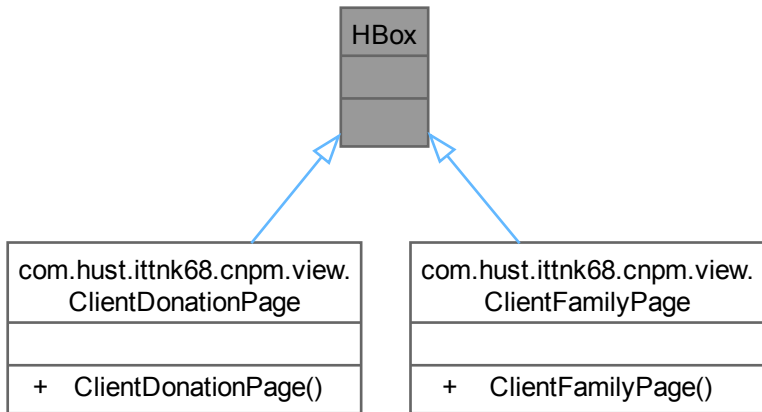 HBox
com.hust.ittnk68.cnpm.view.
ClientDonationPage
+ ClientDonationPage()
com.hust.ittnk68.cnpm.view.
ClientFamilyPage
+ ClientFamilyPage()